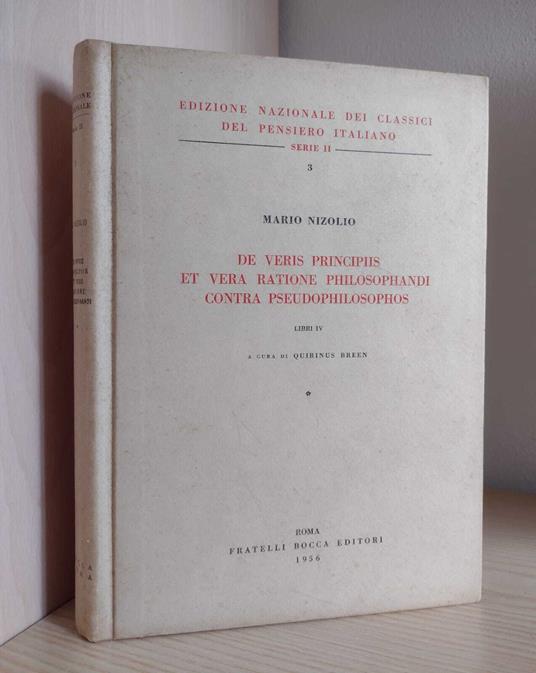 EDIZIONE NAZIONALE DEI CLASSICI
DEL PENSIERO ITALIANO
SERIE II
3
MARIO NIZOLIO
DE VERIS PRINCIPIIS
ET VERA RATIONE PHILOSOPHANDI
CONTRA PSEUDOPHILOSOPHOS
LIBRI IV
A CURA DI QUIRINUS BREEN
*
ROMA
FRATELLI BOCCA EDITORI
1956